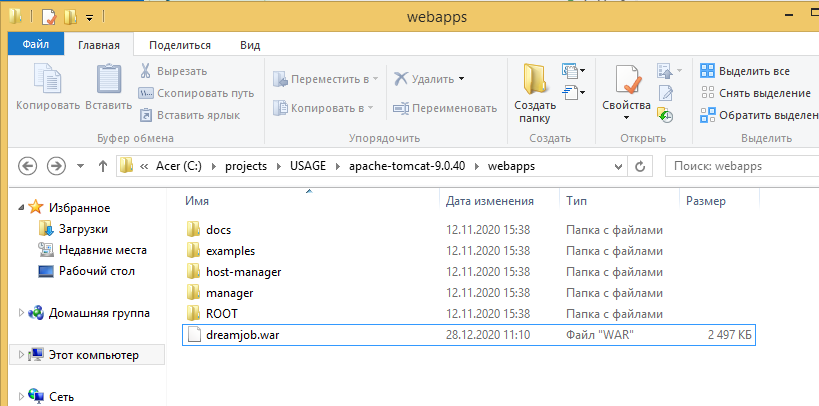 webapps
Файл Главная Поделиться Вид
Копировать
Вставить
Вырезать
Скопировать путь
Вставить ярлык
Буфер обмена
Переместить в
Копировать в
Удалить
Переименовать
Упорядочить
Создать
папку
Создать
Свойства
Открыть
Выделить все
Снять выделение
Обратить выделен
Выделить
Acer (C:) projects USAGE apache-tomcat-9.0.40 webapps
Поиск: webapps
Избранное
Загрузки
Недавние места
Рабочий стол
Домашняя группа
Этот компьютер
Сеть
Имя Дата изменения Тип Размер
docs 12.11.2020 15:38 Папка с файлами
examples 12.11.2020 15:38 Папка с файлами
host-manager 12.11.2020 15:38 Папка с файлами
manager 12.11.2020 15:38 Папка с файлами
ROOT 12.11.2020 15:38 Папка с файлами
dreamjob.war 28.12.2020 11:10 Файл "WAR" 2 497 КБ